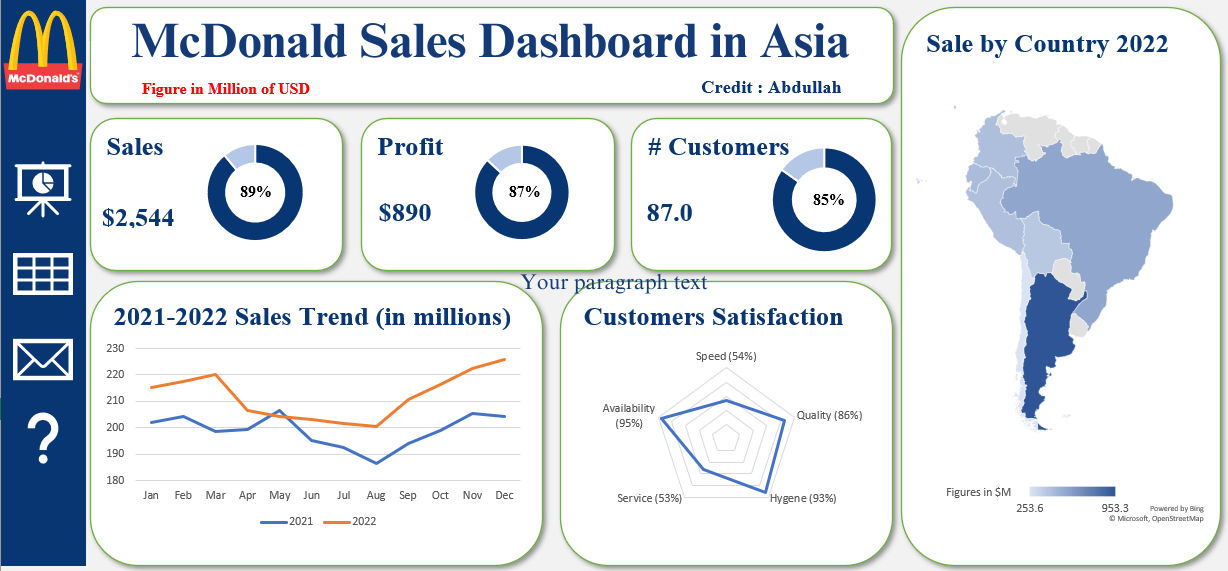 McDonald's
McDonald Sales Dashboard in Asia
Figure in Million of USD
Credit : Abdullah
Sales
89%
$2,544
Profit
87%
$890
# Customers
85%
87.0
Your paragraph text
2021-2022 Sales Trend (in millions)
230
220
210
200
190
180
Jan Feb Mar Apr May Jun Jul Aug Sep Oct Nov Dec
2021 2022
Customers Satisfaction
Speed (54%)
Quality (86%)
Hygene (93%)
Service (53%)
Availability
(95%)
Sale by Country 2022
Figures in $M
253.6 953.3
Powered by Bing
© Microsoft, OpenStreetMap